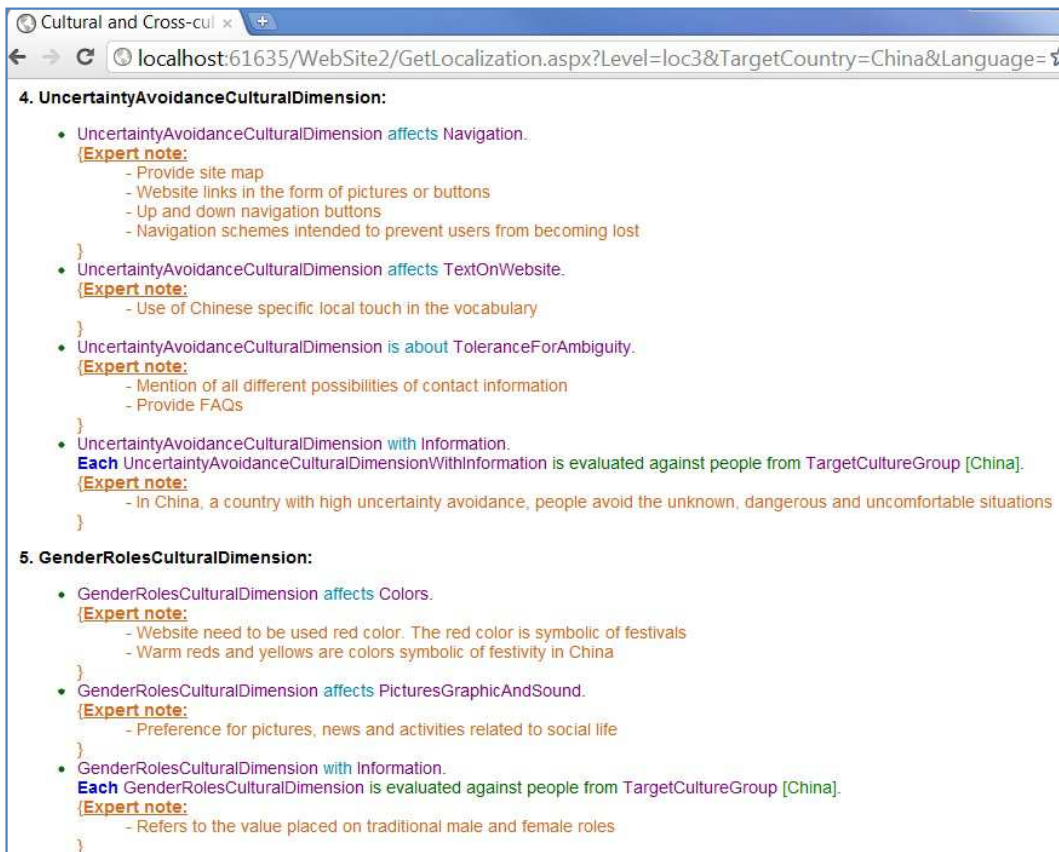 Cultural and Cross-cul
localhost:61635/WebSite2/GetLocalization.aspx?Level=loc3&TargetCountry=China&Language=
4. UncertaintyAvoidanceCulturalDimension:
• UncertaintyAvoidanceCulturalDimension affects Navigation.
{Expert note:
- Provide site map
- Website links in the form of pictures or buttons
- Up and down navigation buttons
- Navigation schemes intended to prevent users from becoming lost
}
• UncertaintyAvoidanceCulturalDimension affects TextOnWebsite.
{Expert note:
- Use of Chinese specific local touch in the vocabulary
}
• UncertaintyAvoidanceCulturalDimension is about ToleranceForAmbiguity.
{Expert note:
- Mention of all different possibilities of contact information
- Provide FAQs
}
• UncertaintyAvoidanceCulturalDimension with Information.
Each UncertaintyAvoidanceCulturalDimensionWithInformation is evaluated against people from TargetCultureGroup [China].
{Expert note:
- In China, a country with high uncertainty avoidance, people avoid the unknown, dangerous and uncomfortable situations
}
5. GenderRolesCulturalDimension:
• GenderRolesCulturalDimension affects Colors.
{Expert note:
- Website need to be used red color. The red color is symbolic of festivals
- Warm reds and yellows are colors symbolic of festivity in China
}
• GenderRolesCulturalDimension affects PicturesGraphicAndSound.
{Expert note:
- Preference for pictures, news and activities related to social life
}
• GenderRolesCulturalDimension with Information.
Each GenderRolesCulturalDimension is evaluated against people from TargetCultureGroup [China].
{Expert note:
- Refers to the value placed on traditional male and female roles
}